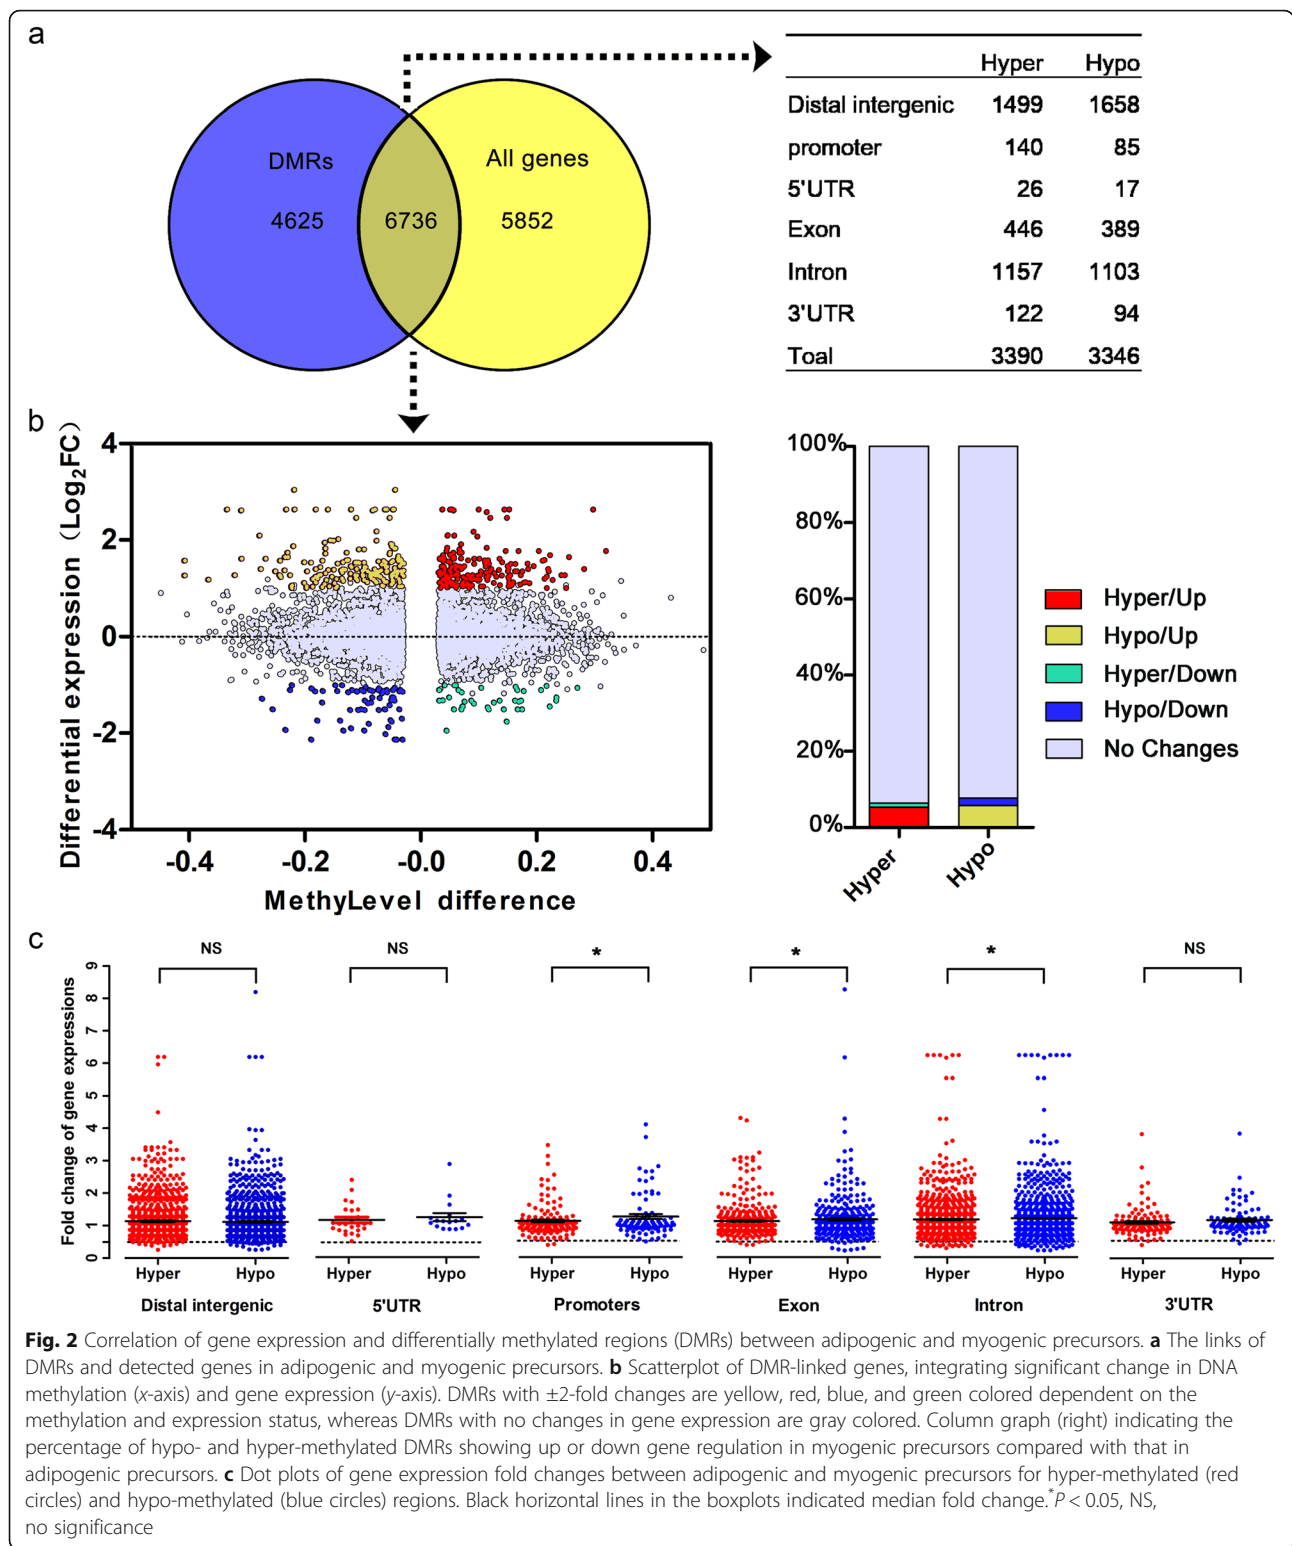 a
DMRs
All genes
4625
6736
5852
Hyper Hypo
Distal intergenic 1499 1658
promoter 140 85
5'UTR 26 17
Exon 446 389
Intron 1157 1103
3'UTR 122 94
Toal 3390 3346
b
Differential expression (Log2FC)
4
2
0
-2
-4
-0.4 -0.2 -0.0 0.2 0.4
MethyLevel difference
100%
80%
60%
40%
20%
0%
Hyper Hypo
Hyper/Up
Hypo/Up
Hyper/Down
Hypo/Down
No Changes
c
Fold change of gene expressions
9
8
7
6
5
4
3
2
1
0
NS NS * * * NS
Hyper Hypo Hyper Hypo Hyper Hypo Hyper Hypo Hyper Hypo Hyper Hypo
Distal intergenic 5'UTR Promoters Exon Intron 3'UTR
Fig. 2 Correlation of gene expression and differentially methylated regions (DMRs) between adipogenic and myogenic precursors. a The links of
DMRs and detected genes in adipogenic and myogenic precursors. b Scatterplot of DMR-linked genes, integrating significant change in DNA
methylation (x-axis) and gene expression (y-axis). DMRs with ±2-fold changes are yellow, red, blue, and green colored dependent on the
methylation and expression status, whereas DMRs with no changes in gene expression are gray colored. Column graph (right) indicating the
percentage of hypo- and hyper-methylated DMRs showing up or down gene regulation in myogenic precursors compared with that in
adipogenic precursors. c Dot plots of gene expression fold changes between adipogenic and myogenic precursors for hyper-methylated (red
circles) and hypo-methylated (blue circles) regions. Black horizontal lines in the boxplots indicated median fold change.*P < 0.05, NS,
no significance